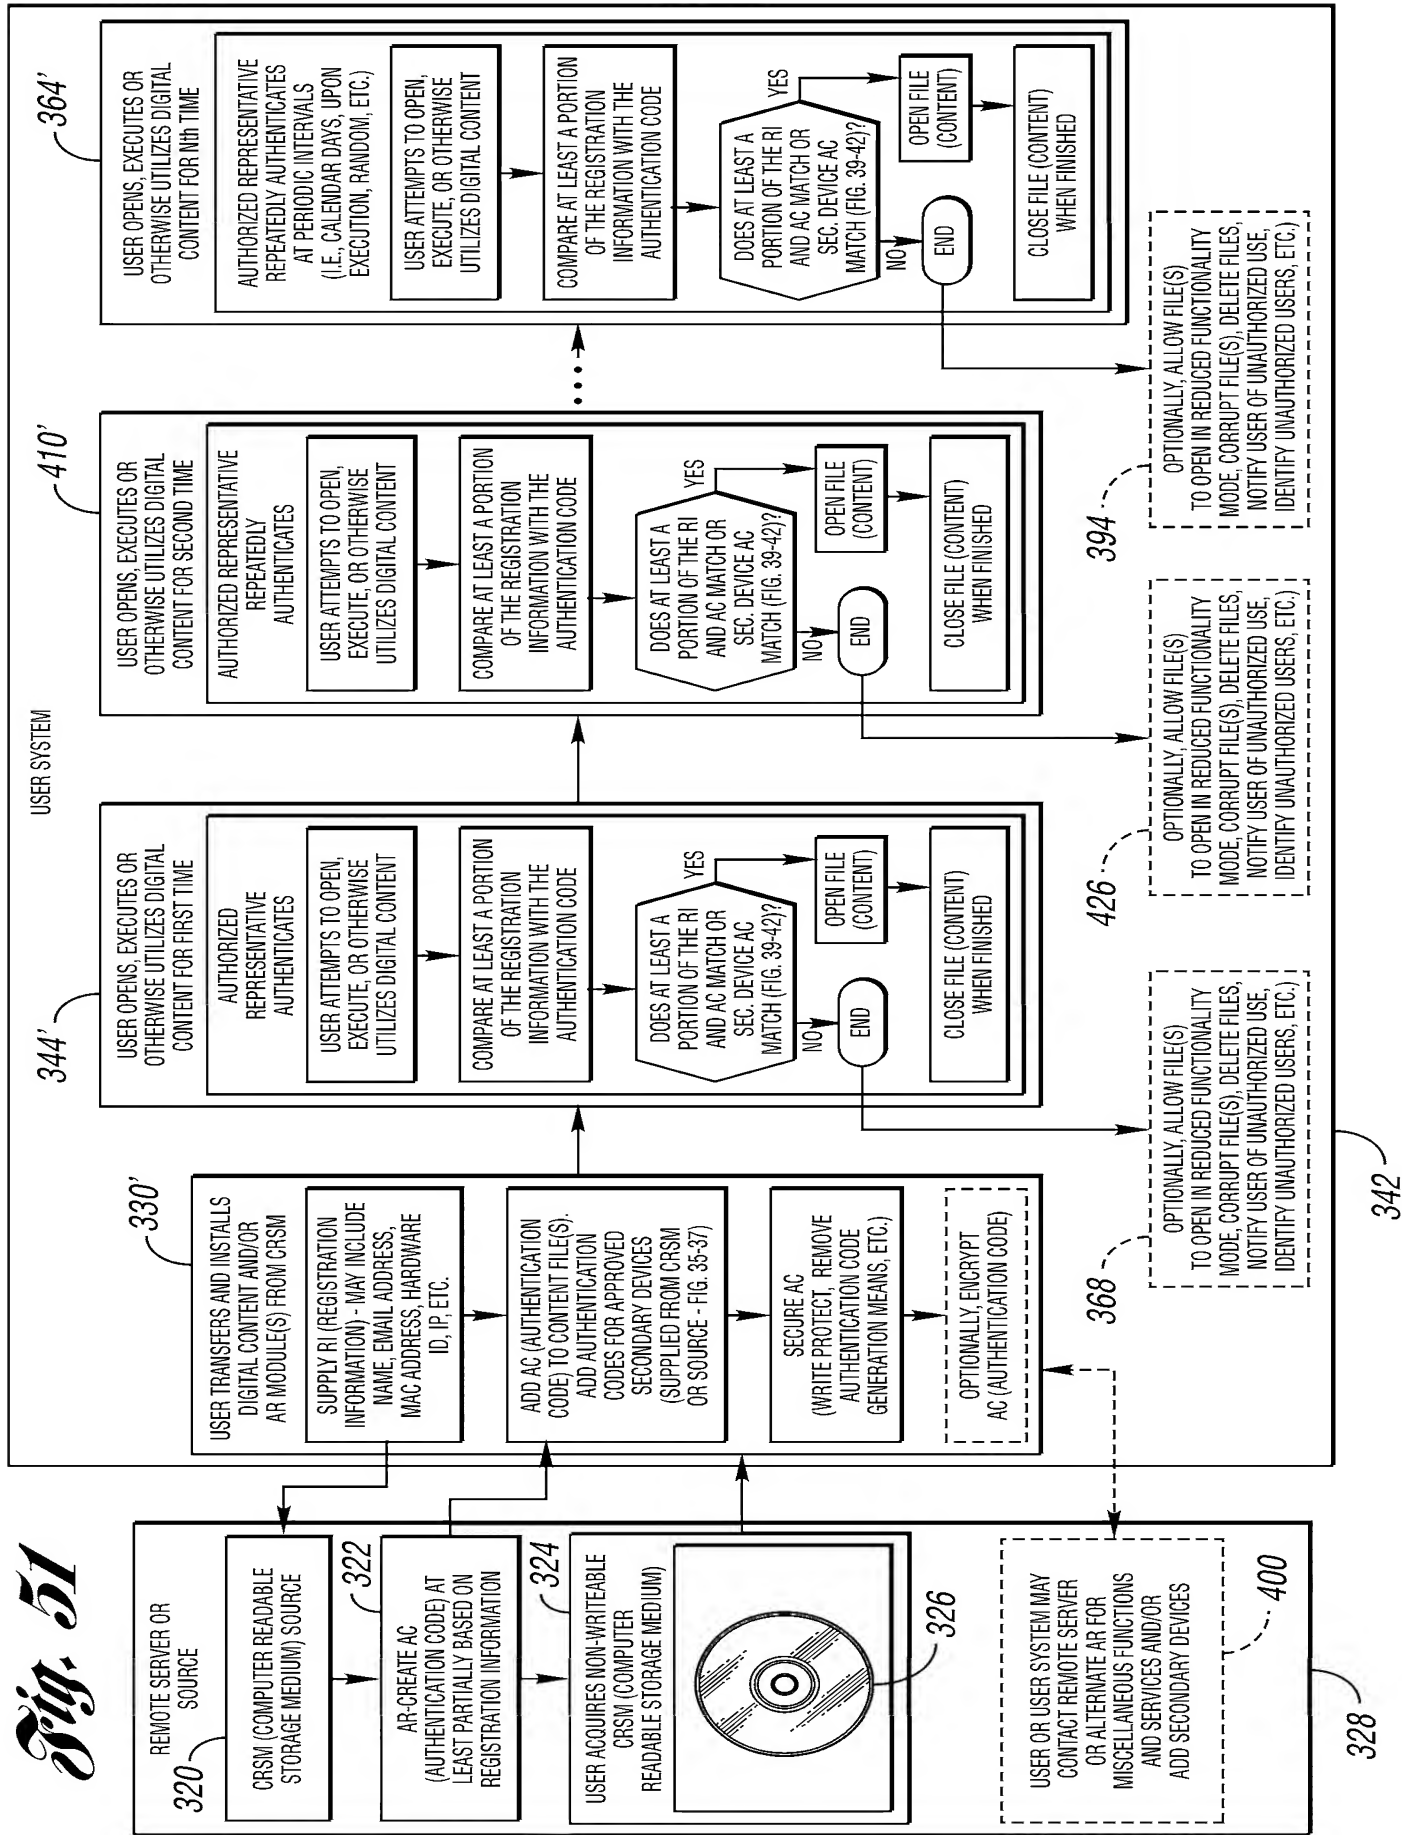 Fig. 51
REMOTE SERVER OR
SOURCE
320
CRSM (COMPUTER READABLE
STORAGE MEDIUM) SOURCE
322
AR-CREATE AC
(AUTHENTICATION CODE) AT
LEAST PARTIALLY BASED ON
REGISTRATION INFORMATION
324
USER ACQUIRES NON-WRITEABLE
CRSM (COMPUTER
READABLE STORAGE MEDIUM)
326
USER OR USER SYSTEM MAY
CONTACT REMOTE SERVER
OR ALTERNATE AR FOR
MISCELLANEOUS FUNCTIONS
AND SERVICES AND/OR
ADD SECONDARY DEVICES
400
328
USER SYSTEM
330'
USER TRANSFERS AND INSTALLS
DIGITAL CONTENT AND/OR
AR MODULE(S) FROM CRSM
SUPPLY RI (REGISTRATION
INFORMATION) - MAY INCLUDE
NAME, EMAIL ADDRESS,
MAC ADDRESS, HARDWARE
ID, IP, ETC.
ADD AC (AUTHENTICATION
CODE) TO CONTENT FILE(S).
ADD AUTHENTICATION
CODES FOR APPROVED
SECONDARY DEVICES
(SUPPLIED FROM CRSM
OR SOURCE - FIG. 35-37)
SECURE AC
(WRITE PROTECT, REMOVE
AUTHENTICATION CODE
GENERATION MEANS, ETC.)
OPTIONALLY, ENCRYPT
AC (AUTHENTICATION CODE)
344'
USER OPENS, EXECUTES OR
OTHERWISE UTILIZES DIGITAL
CONTENT FOR FIRST TIME
AUTHORIZED
REPRESENTATIVE
AUTHENTICATES
USER ATTEMPTS TO OPEN,
EXECUTE, OR OTHERWISE
UTILIZES DIGITAL CONTENT
COMPARE AT LEAST A PORTION
OF THE REGISTRATION
INFORMATION WITH THE
AUTHENTICATION CODE
DOES AT LEAST A
PORTION OF THE RI
AND AC MATCH OR
SEC. DEVICE AC
MATCH (FIG. 39-42)?
YES
NO
OPEN FILE
(CONTENT)
END
CLOSE FILE (CONTENT)
WHEN FINISHED
368
OPTIONALLY, ALLOW FILE(S)
TO OPEN IN REDUCED FUNCTIONALITY
MODE, CORRUPT FILE(S), DELETE FILES,
NOTIFY USER OF UNAUTHORIZED USE,
IDENTIFY UNAUTHORIZED USERS, ETC.)
410'
USER OPENS, EXECUTES OR
OTHERWISE UTILIZES DIGITAL
CONTENT FOR SECOND TIME
AUTHORIZED REPRESENTATIVE
REPEATEDLY
AUTHENTICATES
USER ATTEMPTS TO OPEN,
EXECUTE, OR OTHERWISE
UTILIZES DIGITAL CONTENT
COMPARE AT LEAST A PORTION
OF THE REGISTRATION
INFORMATION WITH THE
AUTHENTICATION CODE
DOES AT LEAST A
PORTION OF THE RI
AND AC MATCH OR
SEC. DEVICE AC
MATCH (FIG. 39-42)?
YES
NO
OPEN FILE
(CONTENT)
END
CLOSE FILE (CONTENT)
WHEN FINISHED
426
OPTIONALLY, ALLOW FILE(S)
TO OPEN IN REDUCED FUNCTIONALITY
MODE, CORRUPT FILE(S), DELETE FILES,
NOTIFY USER OF UNAUTHORIZED USE,
IDENTIFY UNAUTHORIZED USERS, ETC.)
364'
USER OPENS, EXECUTES OR
OTHERWISE UTILIZES DIGITAL
CONTENT FOR Nth TIME
AUTHORIZED REPRESENTATIVE
REPEATEDLY AUTHENTICATES
AT PERIODIC INTERVALS
(I.E., CALENDAR DAYS, UPON
EXECUTION, RANDOM, ETC.)
USER ATTEMPTS TO OPEN,
EXECUTE, OR OTHERWISE
UTILIZES DIGITAL CONTENT
COMPARE AT LEAST A PORTION
OF THE REGISTRATION
INFORMATION WITH THE
AUTHENTICATION CODE
DOES AT LEAST A
PORTION OF THE RI
AND AC MATCH OR
SEC. DEVICE AC
MATCH (FIG. 39-42)?
YES
NO
OPEN FILE
(CONTENT)
END
CLOSE FILE (CONTENT)
WHEN FINISHED
394
OPTIONALLY, ALLOW FILE(S)
TO OPEN IN REDUCED FUNCTIONALITY
MODE, CORRUPT FILE(S), DELETE FILES,
NOTIFY USER OF UNAUTHORIZED USE,
IDENTIFY UNAUTHORIZED USERS, ETC.)
342